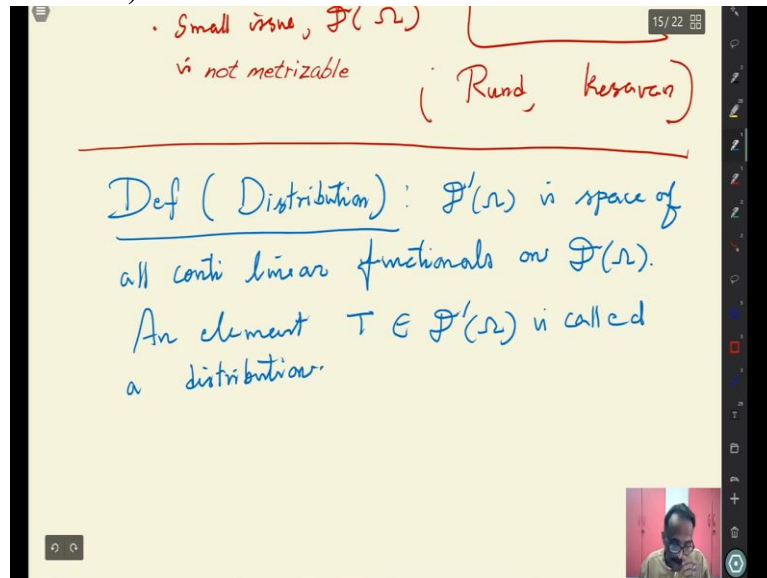 · Small issue, 𝒟(Ω)
is not metrizable
( Rund, Kesavan)
15/22
Def ( Distribution) : 𝒟'(Ω) is space of
all conti linear functionals on 𝒟(Ω).
An element T ∈ 𝒟'(Ω) is called
a distribution.